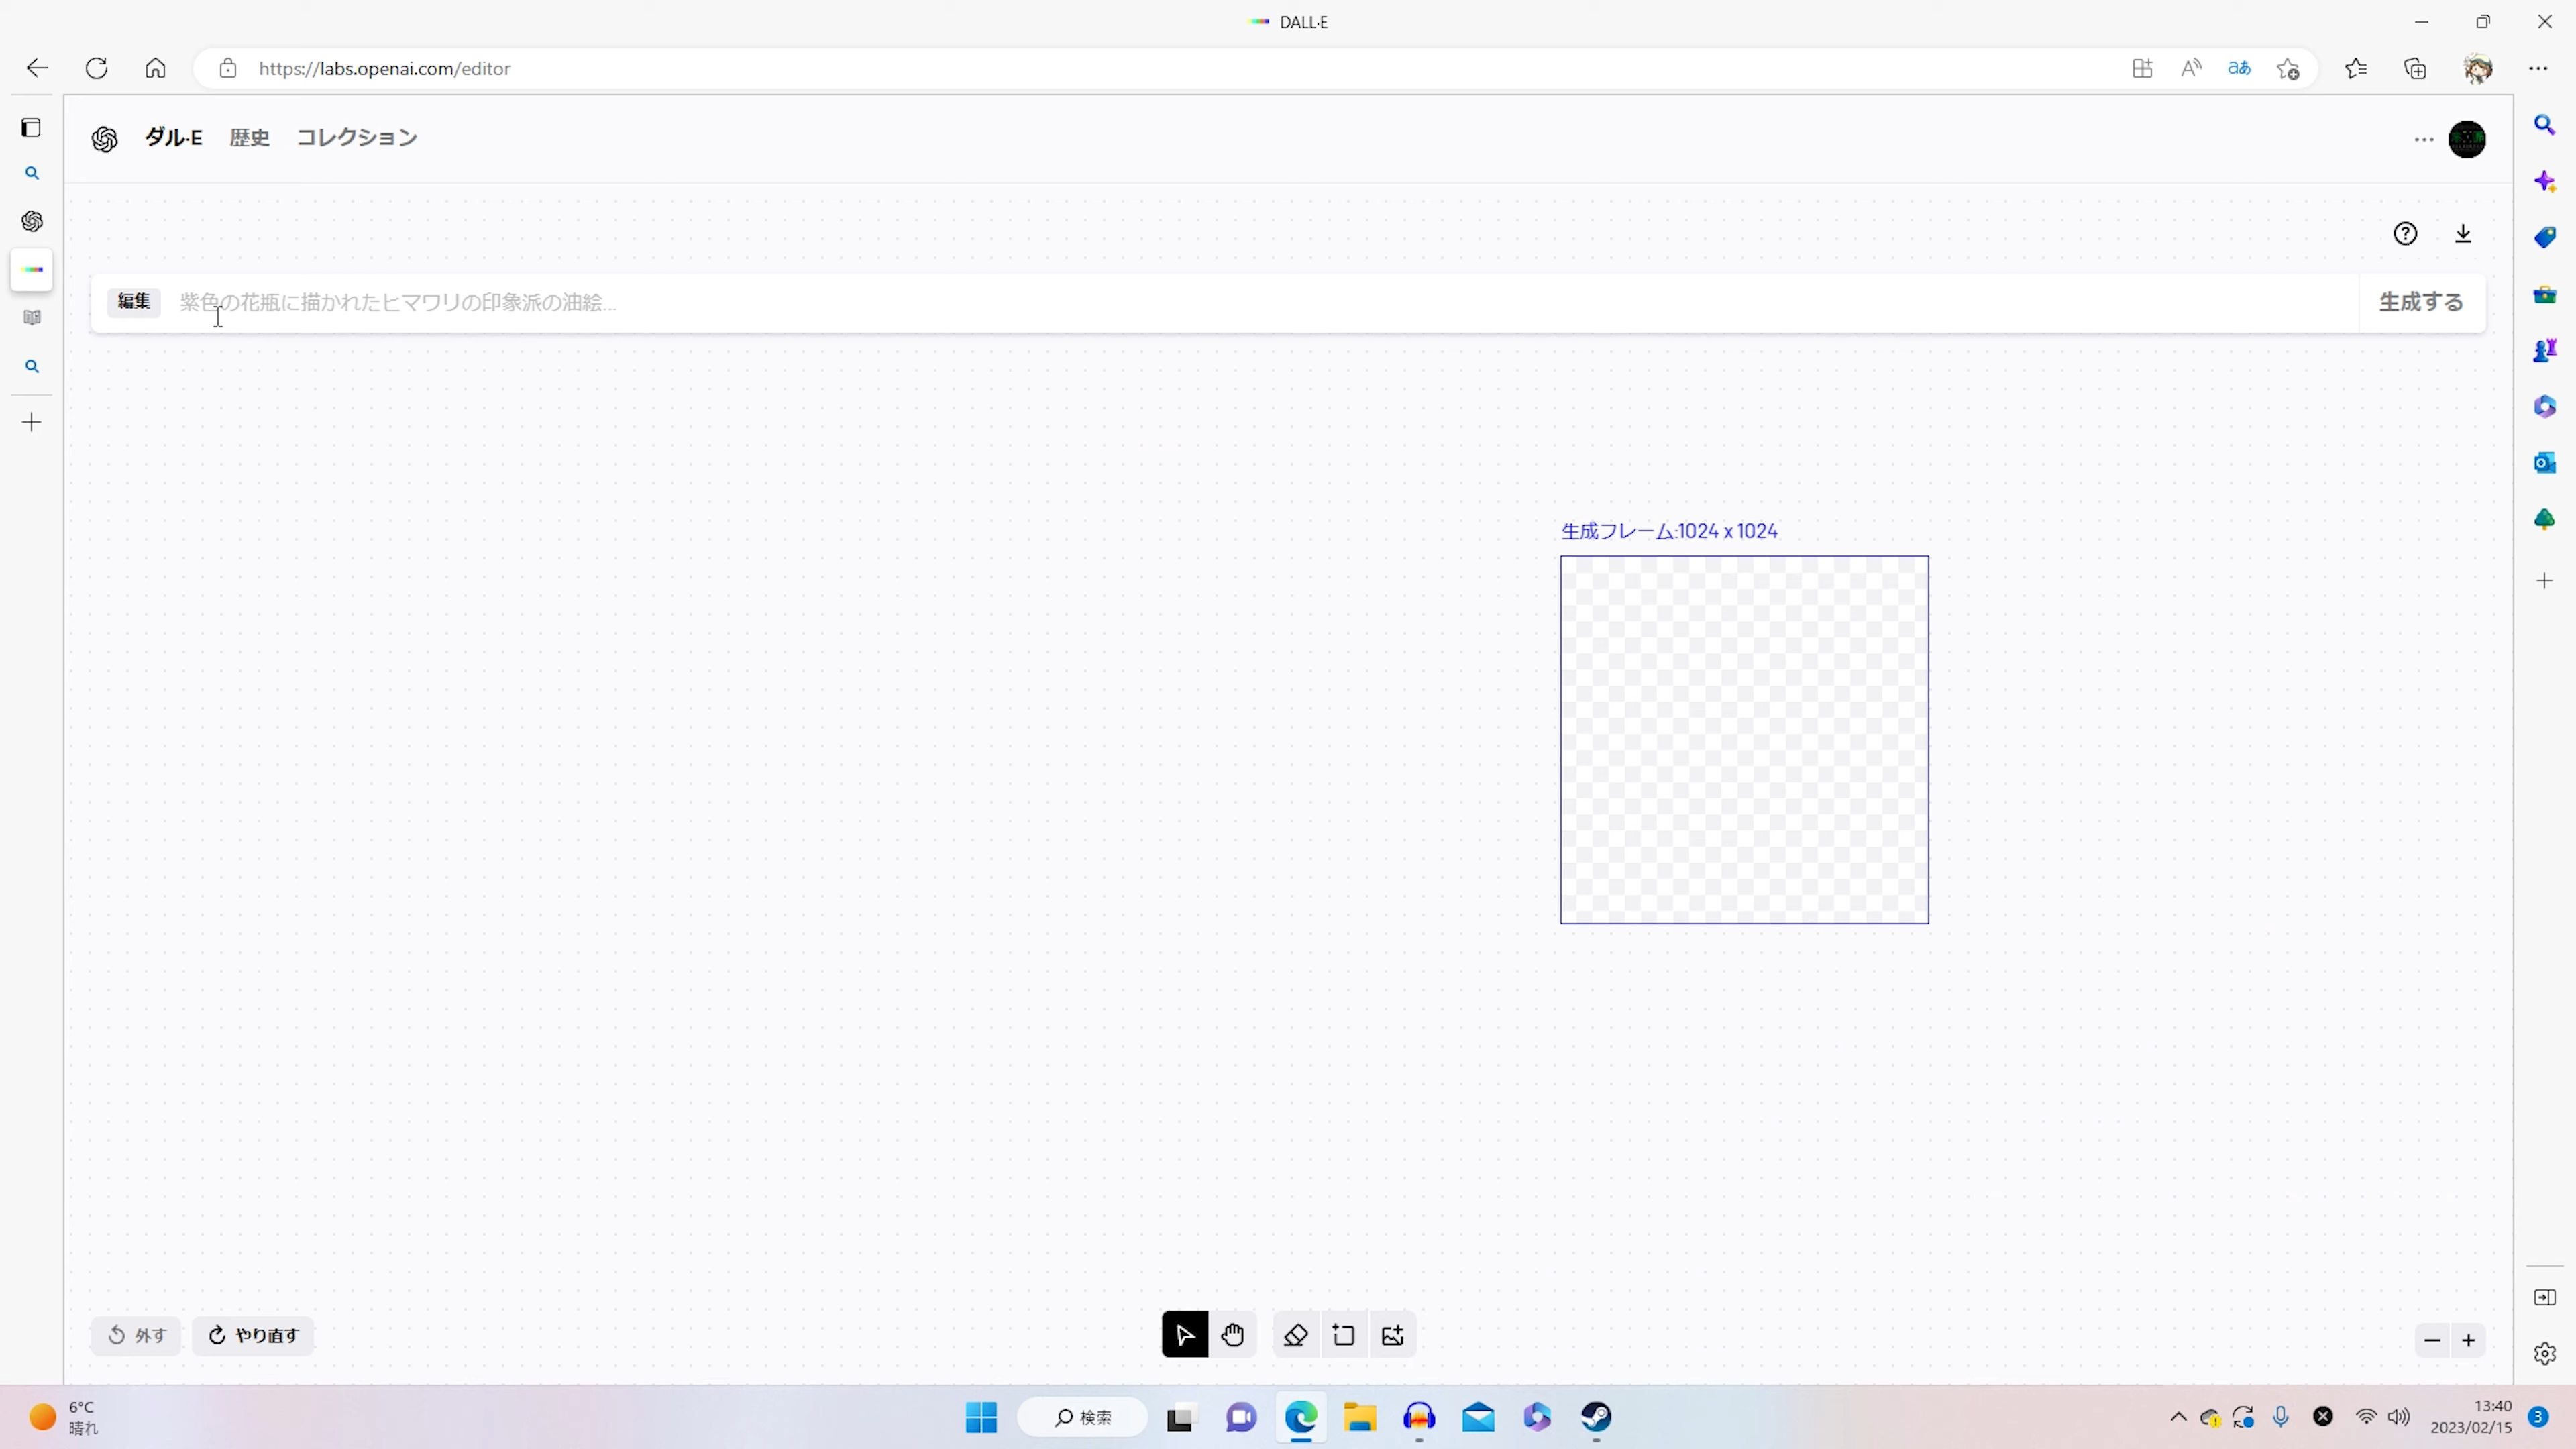 DALL·E
https://labs.openai.com/editor
aあ
ダル·E 歴史 コレクション
編集 紫色の花瓶に描かれたヒマワリの印象派の油絵... 生成する
生成フレーム:1024 x 1024
外す やり直す
6°C
晴れ
検索
13:40
2023/02/15
3